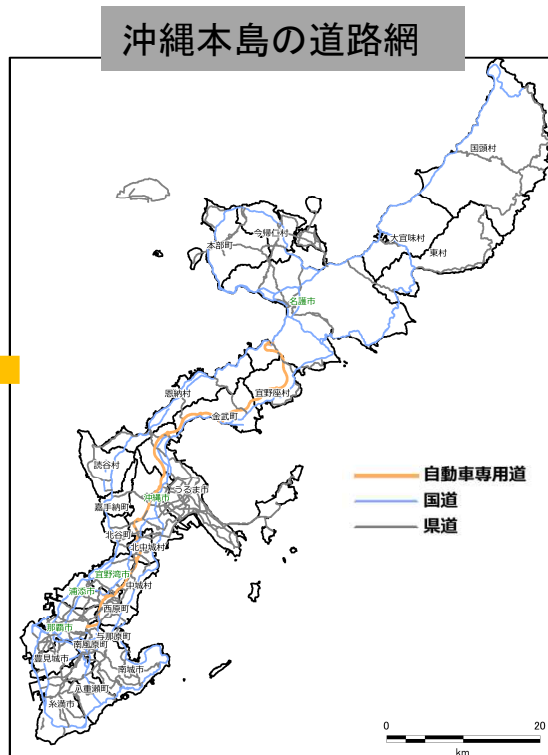 沖縄本島の道路網
国頭村
大宜味村
東村
今帰仁村
本部町
名護市
恩納村
宜野座村
金武町
読谷村
うるま市
沖縄市
嘉手納町
北谷町
北中城村
宜野湾市
中城村
浦添市
西原町
那覇市
与那原町
南風原町
豊見城市
南城市
八重瀬町
糸満市
自動車専用道
国道
県道
0 20
km